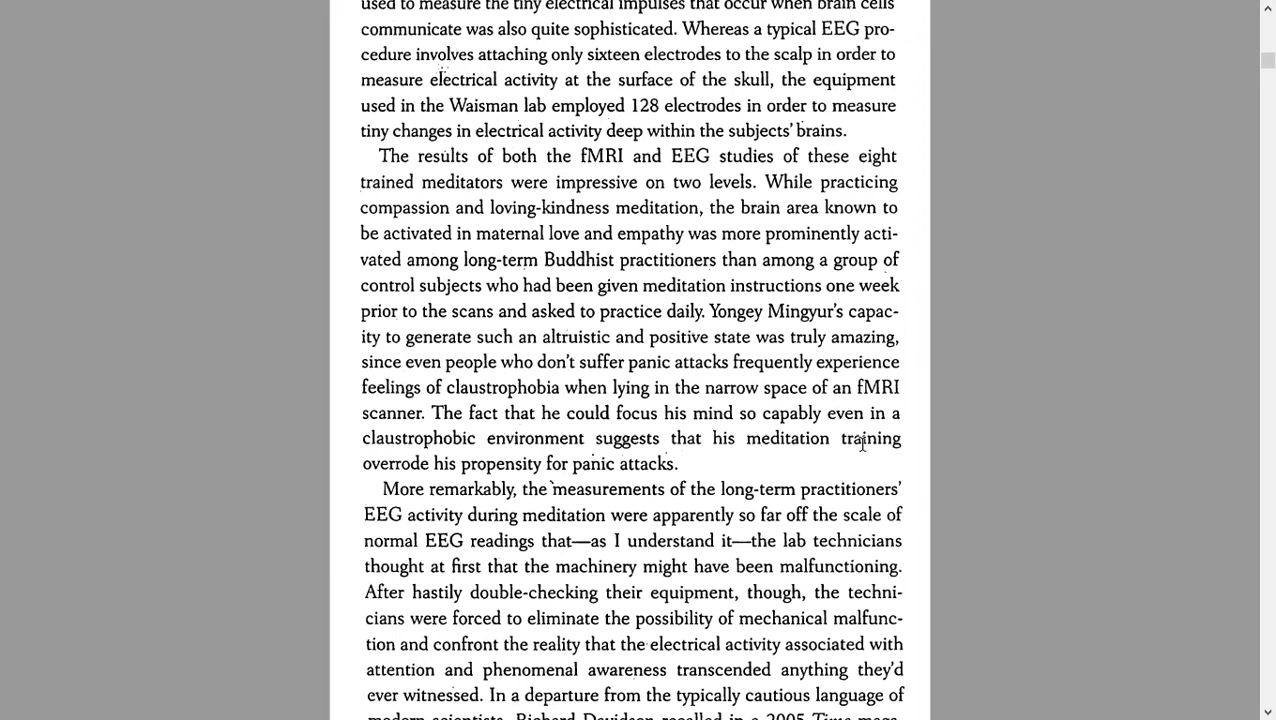 used to measure the tiny electrical impulses that occur when brain cells
communicate was also quite sophisticated. Whereas a typical EEG pro-
cedure involves attaching only sixteen electrodes to the scalp in order to
measure electrical activity at the surface of the skull, the equipment
used in the Waisman lab employed 128 electrodes in order to measure
tiny changes in electrical activity deep within the subjects' brains.
The results of both the fMRI and EEG studies of these eight
trained meditators were impressive on two levels. While practicing
compassion and loving-kindness meditation, the brain area known to
be activated in maternal love and empathy was more prominently acti-
vated among long-term Buddhist practitioners than among a group of
control subjects who had been given meditation instructions one week
prior to the scans and asked to practice daily. Yongey Mingyur's capac-
ity to generate such an altruistic and positive state was truly amazing,
since even people who don't suffer panic attacks frequently experience
feelings of claustrophobia when lying in the narrow space of an fMRI
scanner. The fact that he could focus his mind so capably even in a
claustrophobic environment suggests that his meditation training
overrode his propensity for panic attacks.
More remarkably, the measurements of the long-term practitioners'
EEG activity during meditation were apparently so far off the scale of
normal EEG readings that—as I understand it—the lab technicians
thought at first that the machinery might have been malfunctioning.
After hastily double-checking their equipment, though, the techni-
cians were forced to eliminate the possibility of mechanical malfunc-
tion and confront the reality that the electrical activity associated with
attention and phenomenal awareness transcended anything they'd
ever witnessed. In a departure from the typically cautious language of
modern scientists, Richard Davidson recalled in a 2005 Time maga-